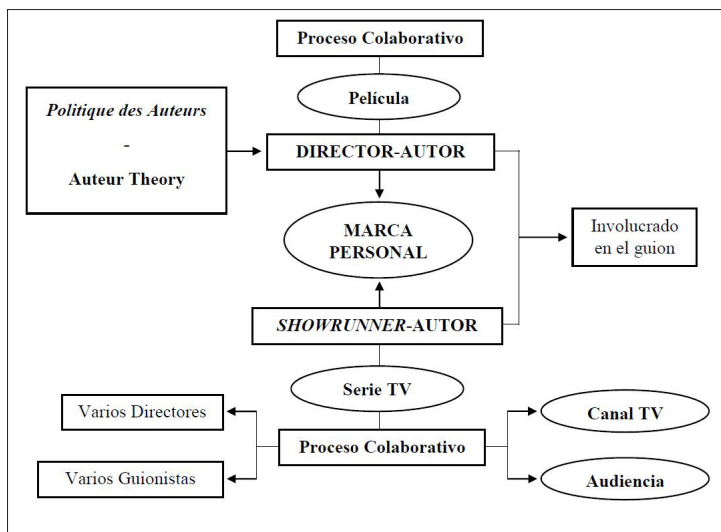 Proceso Colaborativo
Película
Politique des Auteurs
-
Auteur Theory
DIRECTOR-AUTOR
MARCA
PERSONAL
Involucrado
en el guion
SHOWRUNNER-AUTOR
Serie TV
Varios Directores
Canal TV
Proceso Colaborativo
Varios Guionistas
Audiencia